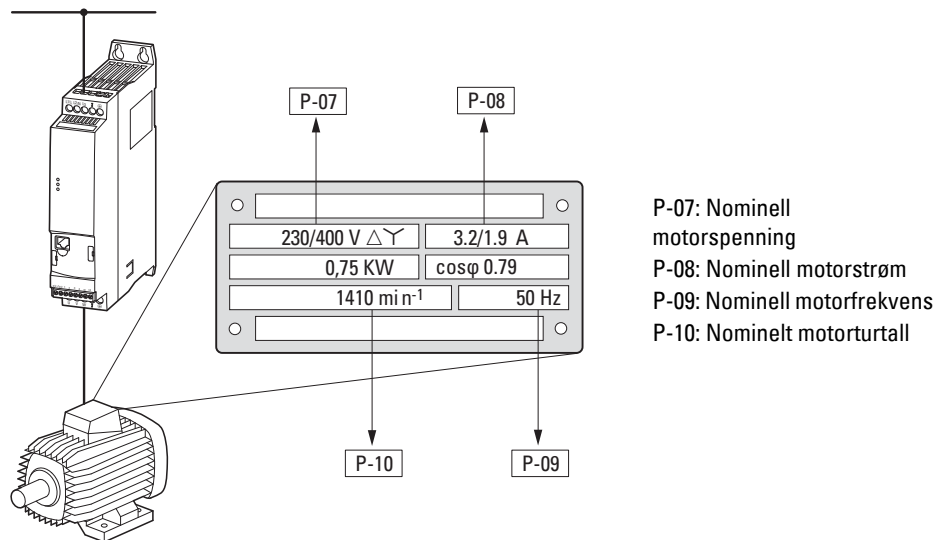 P-07
P-08
230/400 V △Y
3.2/1.9 A
0,75 KW
cosφ 0.79
1410 min-1
50 Hz
P-10
P-09
P-07: Nominell
motorspenning
P-08: Nominell motorstrøm
P-09: Nominell motorfrekvens
P-10: Nominelt motorturtall